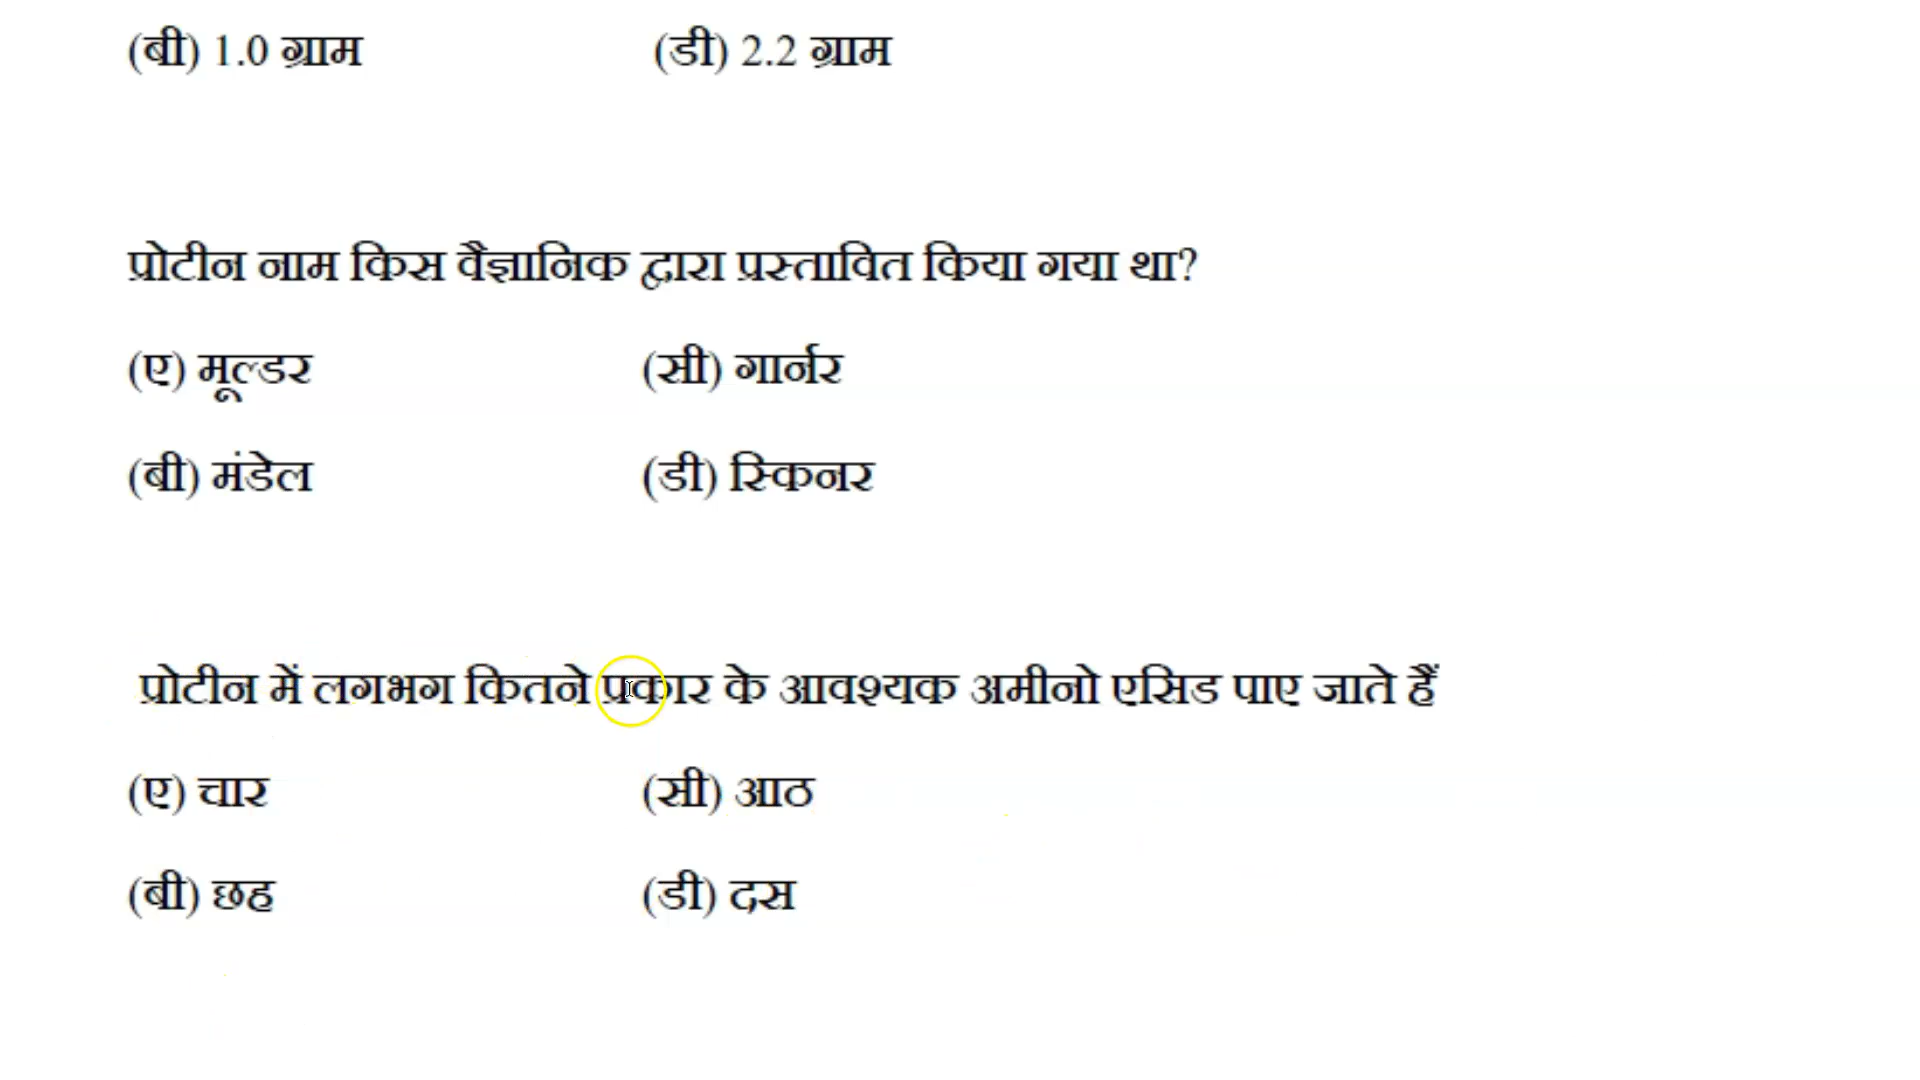 (बी) 1.0 ग्राम (डी) 2.2 ग्राम
प्रोटीन नाम किस वैज्ञानिक द्वारा प्रस्तावित किया गया था?
(ए) मूल्डर (सी) गार्नर
(बी) मंडेल (डी) स्किनर
प्रोटीन में लगभग कितने प्रकार के आवश्यक अमीनो एसिड पाए जाते हैं
(ए) चार (सी) आठ
(बी) छह (डी) दस